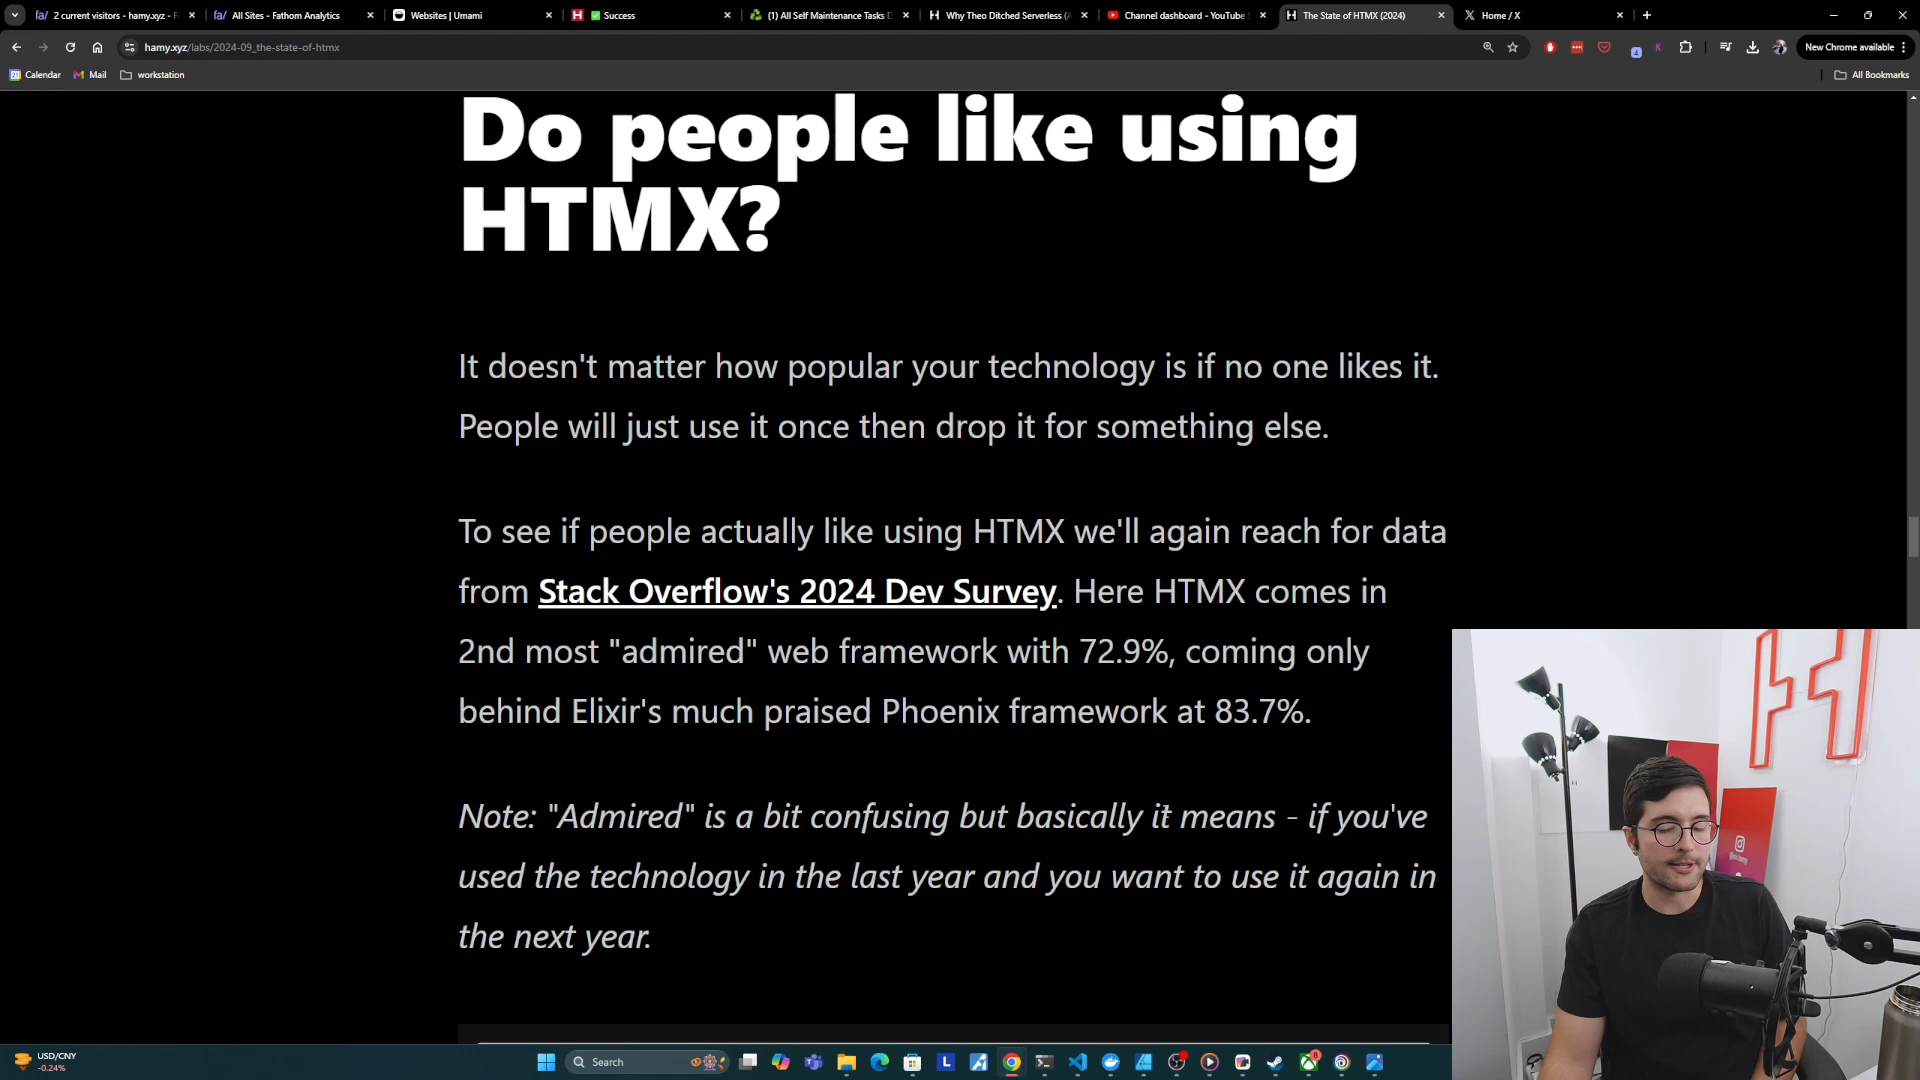 2 current visitors - hamy.xyz - F
All Sites - Fathom Analytics
Websites | Umami
Success
(1) All Self Maintenance Tasks D
Why Theo Ditched Serverless (A
Channel dashboard - YouTube S
The State of HTMX (2024)
Home / X
hamy.xyz/labs/2024-09_the-state-of-htmx
New Chrome available
Calendar
Mail
workstation
All Bookmarks
Do people like using
HTMX?
It doesn't matter how popular your technology is if no one likes it.
People will just use it once then drop it for something else.
To see if people actually like using HTMX we'll again reach for data
from Stack Overflow's 2024 Dev Survey. Here HTMX comes in
2nd most "admired" web framework with 72.9%, coming only
behind Elixir's much praised Phoenix framework at 83.7%.
Note: "Admired" is a bit confusing but basically it means - if you've
used the technology in the last year and you want to use it again in
the next year.
USD/CNY
-0.24%
Search